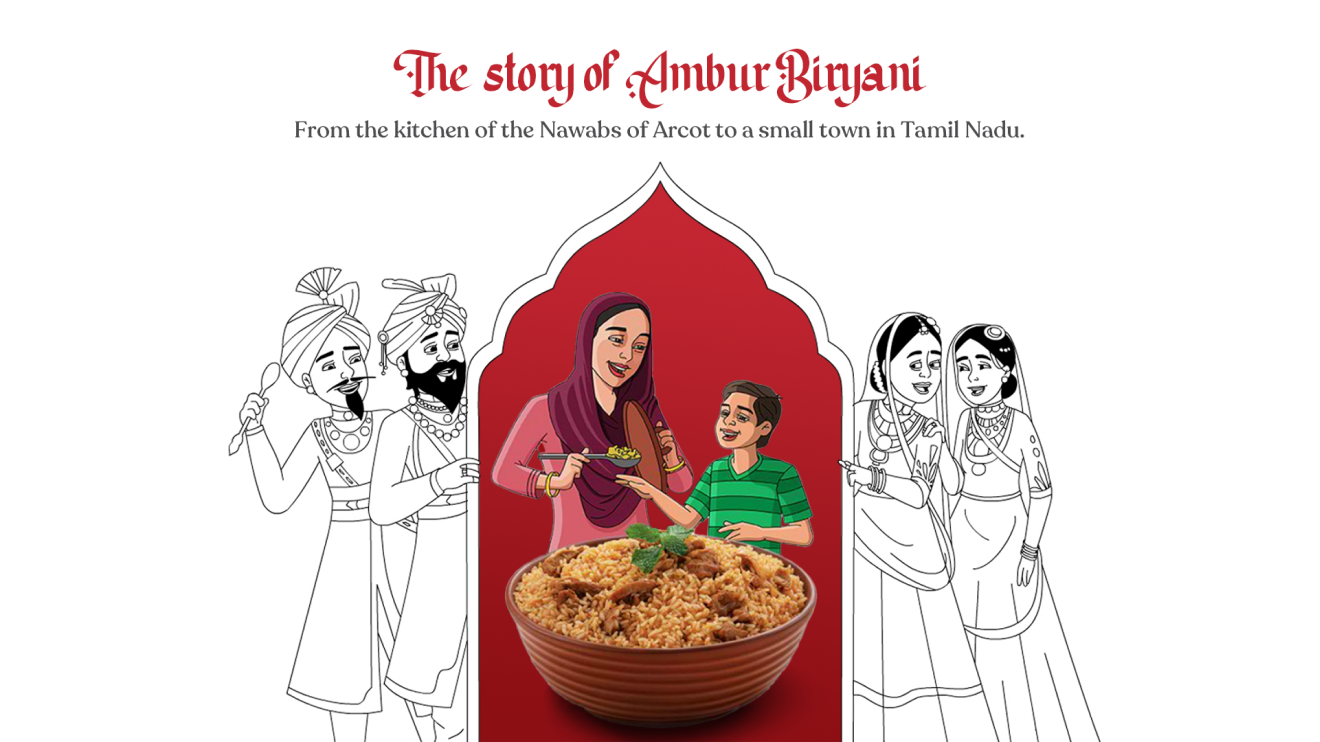 The story of Ambur Biryani
From the kitchen of the Nawabs of Arcot to a small town in Tamil Nadu.